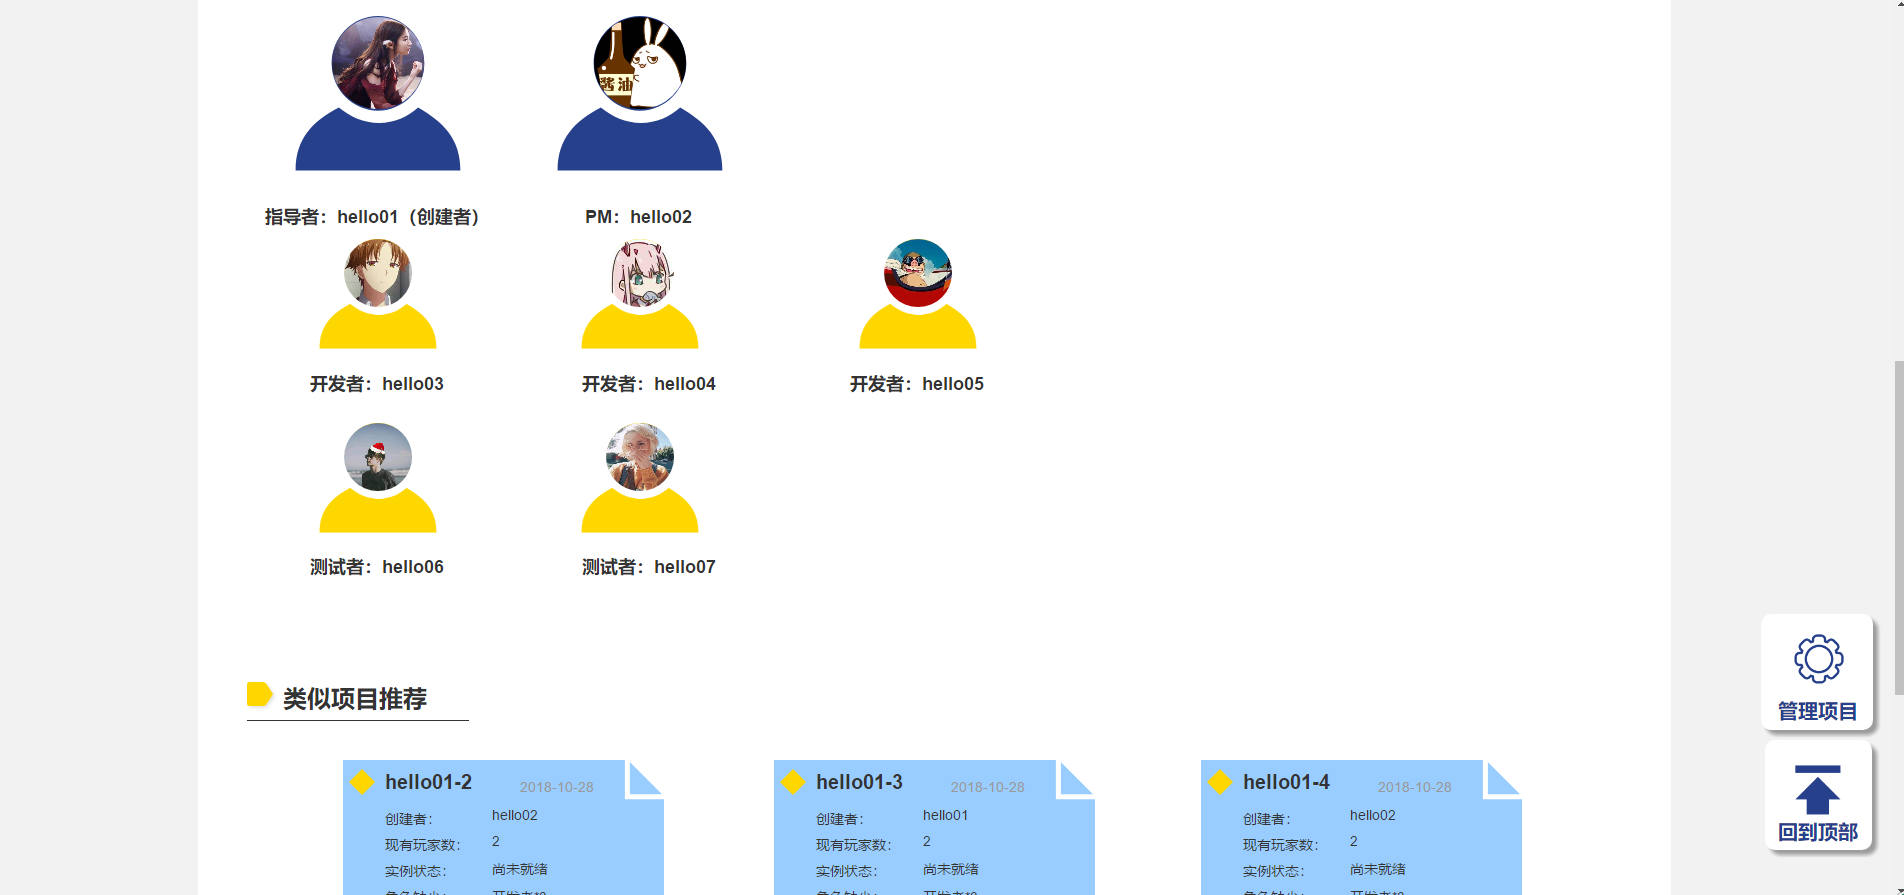 酱油
指导者：hello01（创建者）
PM：hello02
开发者：hello03
开发者：hello04
开发者：hello05
测试者：hello06
测试者：hello07
类似项目推荐
hello01-2
2018-10-28
创建者：
hello02
现有玩家数：
2
实例状态：
尚未就绪
hello01-3
2018-10-28
创建者：
hello01
现有玩家数：
2
实例状态：
尚未就绪
hello01-4
2018-10-28
创建者：
hello02
现有玩家数：
2
实例状态：
尚未就绪
管理项目
回到顶部